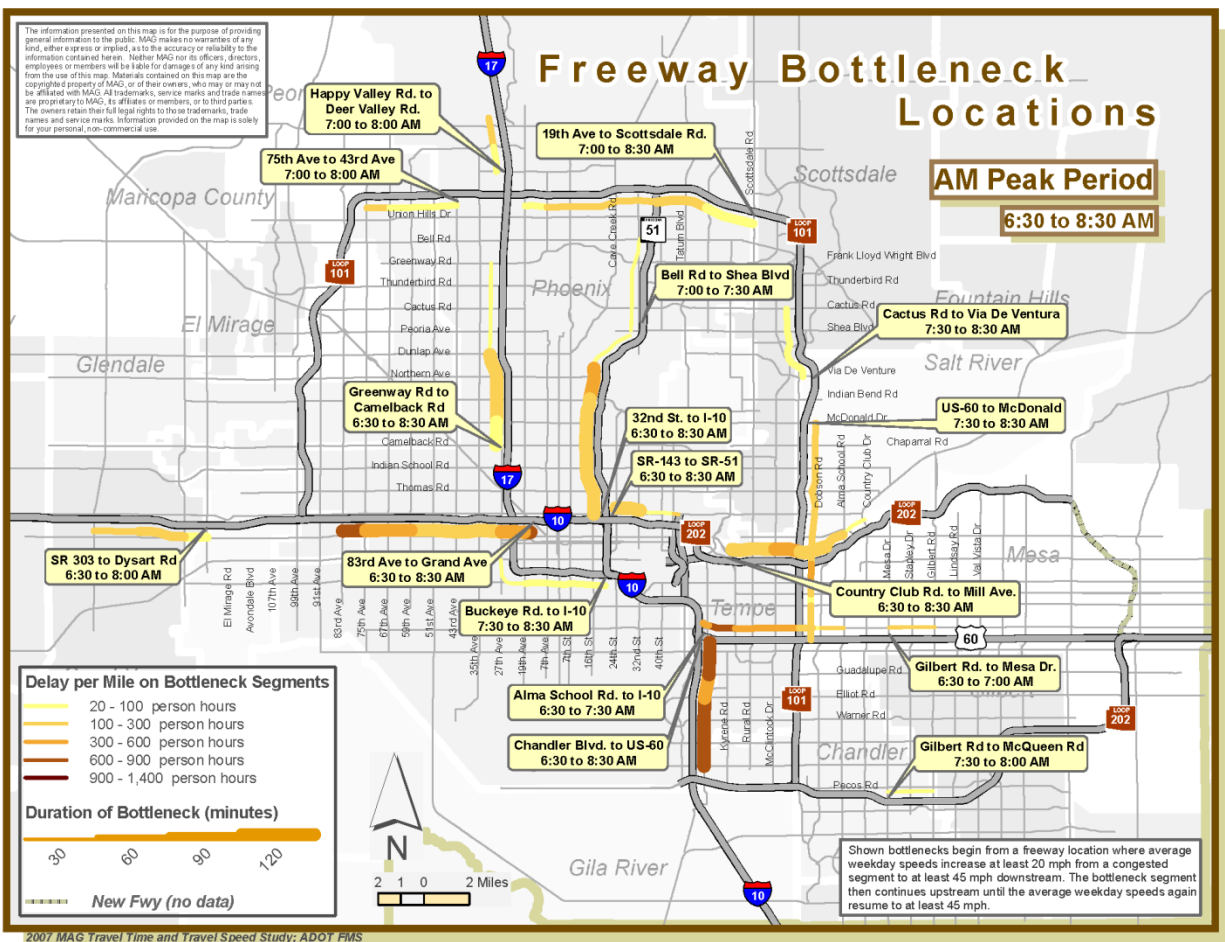 The information presented on this map is for the purpose of providing
general information to the public. MAG makes no warranties of any
kind, either express or implied, as to the accuracy or reliability to the
information contained herein. Neither MAG nor its officers, directors,
employees or members will be liable for damages of any kind arising
from the use of this map. Materials contained on this map are the
copyrighted property of MAG, or of their owners, who may or may not
be affiliated with MAG. All trademarks, service marks and trade names
are proprietary to MAG, its affiliates or members, or to third parties.
The owners retain their full legal rights to those trademarks, trade
names and service marks. Information provided on the map is solely
for your personal, non-commercial use.
Freeway Bottleneck
Locations
AM Peak Period
6:30 to 8:30 AM
17
Happy Valley Rd. to
Deer Valley Rd.
7:00 to 8:00 AM
19th Ave to Scottsdale Rd.
7:00 to 8:30 AM
75th Ave to 43rd Ave
7:00 to 8:00 AM
Scottsdale Rd
Scottsdale
Maricopa County
Union Hills Dr
Bell Rd
Greenway Rd
Thunderbird Rd
Cactus Rd
Peoria Ave
Dunlap Ave
Northern Ave
Camelback Rd
Indian School Rd
Thomas Rd
Cave Creek Rd
Tatum Blvd
51
LOOP
101
LOOP
101
Frank Lloyd Wright Blvd
Thunderbird Rd
Cactus Rd
Shea Blvd
Via De Venture
Indian Bend Rd
McDonald Dr
Chaparral Rd
Bell Rd to Shea Blvd
7:00 to 7:30 AM
Phoenix
Fountain Hills
El Mirage
Cactus Rd to Via De Ventura
7:30 to 8:30 AM
Glendale
Salt River
Greenway Rd to
Camelback Rd
6:30 to 8:30 AM
32nd St. to I-10
6:30 to 8:30 AM
US-60 to McDonald
7:30 to 8:30 AM
SR-143 to SR-51
6:30 to 8:30 AM
Dobson Rd
Alma School Rd
Country Club Dr
17
10
LOOP
202
LOOP
202
SR 303 to Dysart Rd
6:30 to 8:00 AM
83rd Ave to Grand Ave
6:30 to 8:30 AM
Mesa Dr
Stapley Dr
Gilbert Rd
Lindsay Rd
Val Vista Dr
Mesa
El Mirage Rd
Avondale Blvd
107th Ave
99th Ave
91st Ave
83rd Ave
75th Ave
67th Ave
59th Ave
51st Ave
43rd Ave
35th Ave
27th Ave
19th Ave
7th Ave
7th St
16th St
24th St
32nd St
40th St
10
Country Club Rd. to Mill Ave.
6:30 to 8:30 AM
Buckeye Rd. to I-10
7:30 to 8:30 AM
Tempe
60
Gilbert Rd. to Mesa Dr.
6:30 to 7:00 AM
Guadalupe Rd
Elliot Rd
Warner Rd
Alma School Rd. to I-10
6:30 to 7:30 AM
LOOP
101
LOOP
202
Kyrene Rd
Rural Rd
McClintock Dr
Chandler Blvd. to US-60
6:30 to 8:30 AM
Chandler
Gilbert Rd to McQueen Rd
7:30 to 8:00 AM
Pecos Rd
Delay per Mile on Bottleneck Segments
20 - 100 person hours
100 - 300 person hours
300 - 600 person hours
600 - 900 person hours
900 - 1,400 person hours
Duration of Bottleneck (minutes)
30
60
90
120
New Fwy (no data)
N
2 1 0 2 Miles
Gila River
10
Shown bottlenecks begin from a freeway location where average
weekday speeds increase at least 20 mph from a congested
segment to at least 45 mph downstream. The bottleneck segment
then continues upstream until the average weekday speeds again
resume to at least 45 mph.
2007 MAG Travel Time and Travel Speed Study; ADOT FMS